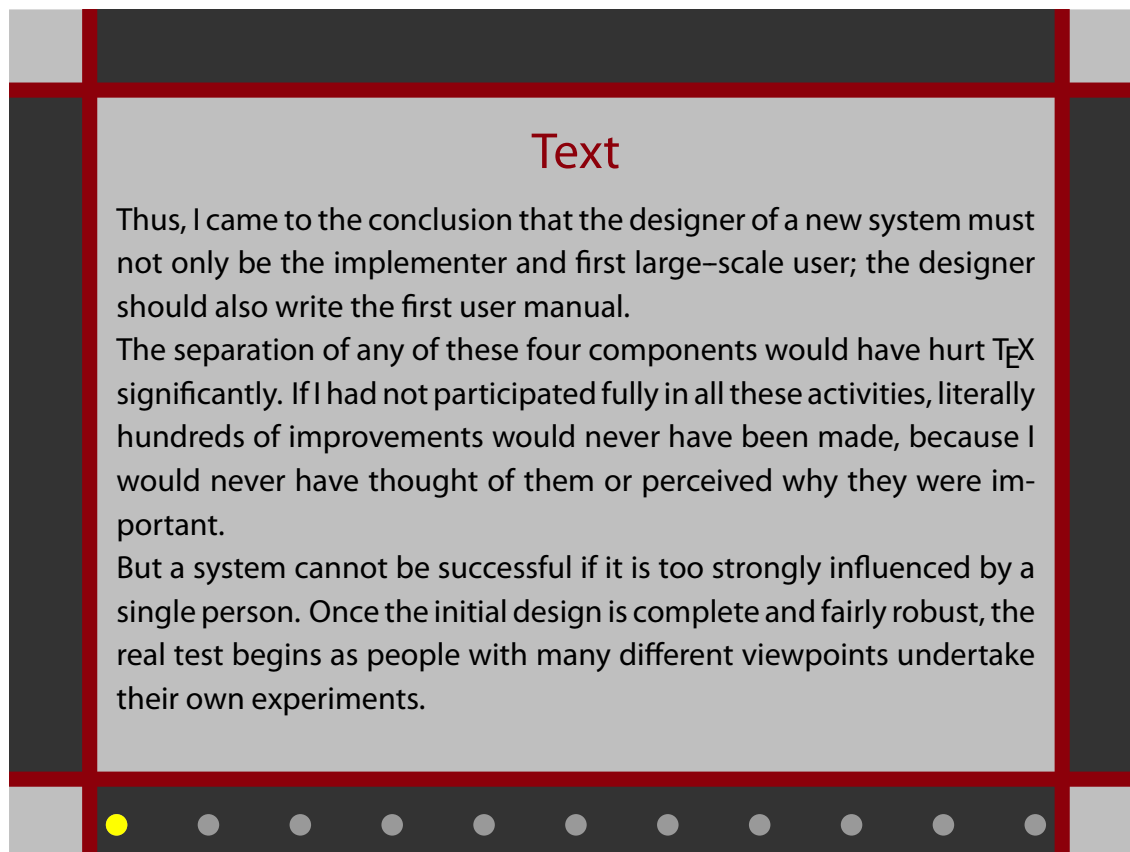 Text
Thus, I came to the conclusion that the designer of a new system must
not only be the implementer and first large–scale user; the designer
should also write the first user manual.
The separation of any of these four components would have hurt TEX
significantly. If I had not participated fully in all these activities, literally
hundreds of improvements would never have been made, because I
would never have thought of them or perceived why they were im-
portant.
But a system cannot be successful if it is too strongly influenced by a
single person. Once the initial design is complete and fairly robust, the
real test begins as people with many different viewpoints undertake
their own experiments.